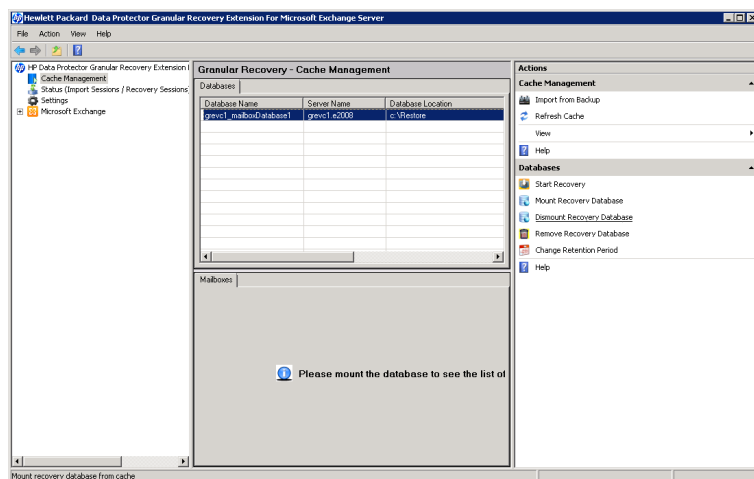 Hewlett Packard Data Protector Granular Recovery Extension For Microsoft Exchange Server
File Action View Help
HP Data Protector Granular Recovery Extension
Cache Management
Status (Import Sessions / Recovery Sessions)
Settings
Microsoft Exchange
Granular Recovery - Cache Management
Databases
Database Name Server Name Database Location
grevc1_mailboxDatabase1 grevc1.e2008 c:\Restore
Mailboxes
Please mount the database to see the list of
Actions
Cache Management
Import from Backup
Refresh Cache
View
Help
Databases
Start Recovery
Mount Recovery Database
Dismount Recovery Database
Remove Recovery Database
Change Retention Period
Help
Mount recovery database from cache